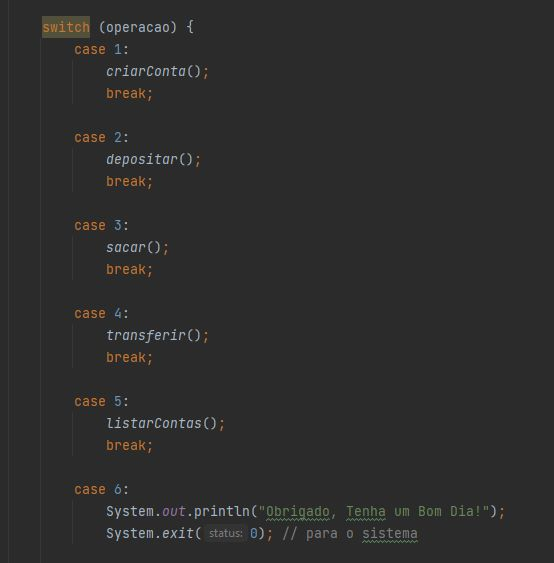 switch (operacao) {
case 1:
criarConta();
break;
case 2:
depositar();
break;
case 3:
sacar();
break;
case 4:
transferir();
break;
case 5:
listarContas();
break;
case 6:
System.out.println("Obrigado, Tenha um Bom Dia!");
System.exit( status: 0); // para o sistema